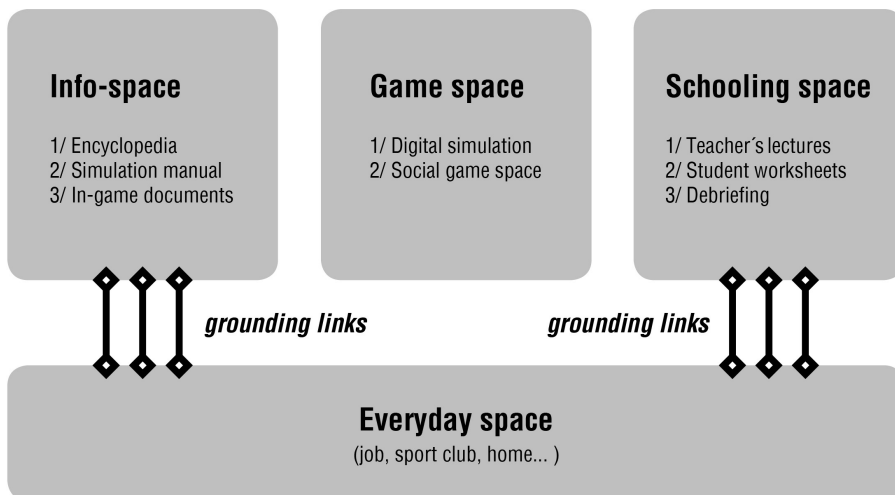 Info-space
1/ Encyclopedia
2/ Simulation manual
3/ In-game documents
Game space
1/ Digital simulation
2/ Social game space
Schooling space
1/ Teacher´s lectures
2/ Student worksheets
3/ Debriefing
grounding links
grounding links
Everyday space
(job, sport club, home... )